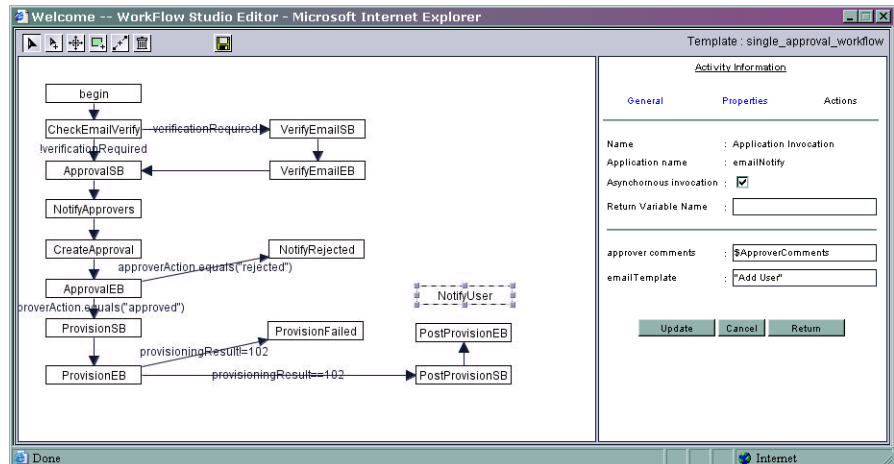 Welcome -- WorkFlow Studio Editor - Microsoft Internet Explorer
Template : single_approval_workflow
begin
CheckEmailVerify
verificationRequired
VerifyEmailSB
!verificationRequired
ApprovalSB
VerifyEmailEB
NotifyApprovers
CreateApproval
NotifyRejected
approverAction.equals("rejected")
ApprovalEB
NotifyUser
proverAction.equals("approved")
ProvisionSB
ProvisionFailed
PostProvisionEB
provisioningResult!=102
ProvisionEB
provisioningResult==102
PostProvisionSB
Activity Information
General Properties Actions
Name : Application Invocation
Application name : emailNotify
Asynchornous invocation :
Return Variable Name :
approver comments : $ApproverComments
emailTemplate : "Add User"
Update Cancel Return
Done Internet